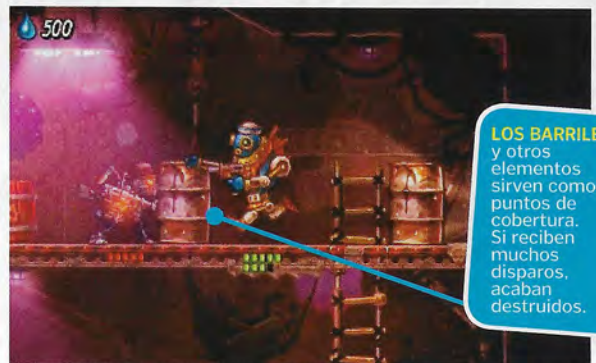 500
LOS BARRILE
y otros
elementos
sirven como
puntos de
cobertura.
Si reciben
muchos
disparos,
acaban
destruidos.